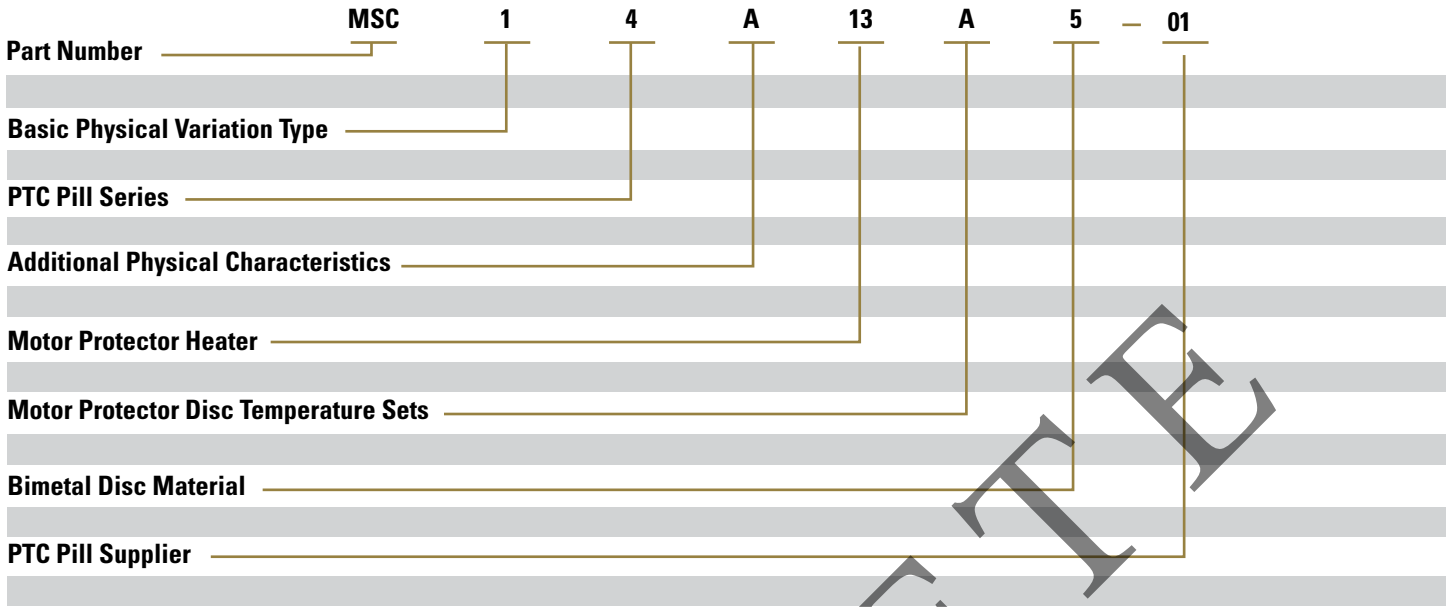 MSC 1 4 A 13 A 5 – 01
Part Number
Basic Physical Variation Type
PTC Pill Series
Additional Physical Characteristics
Motor Protector Heater
Motor Protector Disc Temperature Sets
Bimetal Disc Material
PTC Pill Supplier
E T E